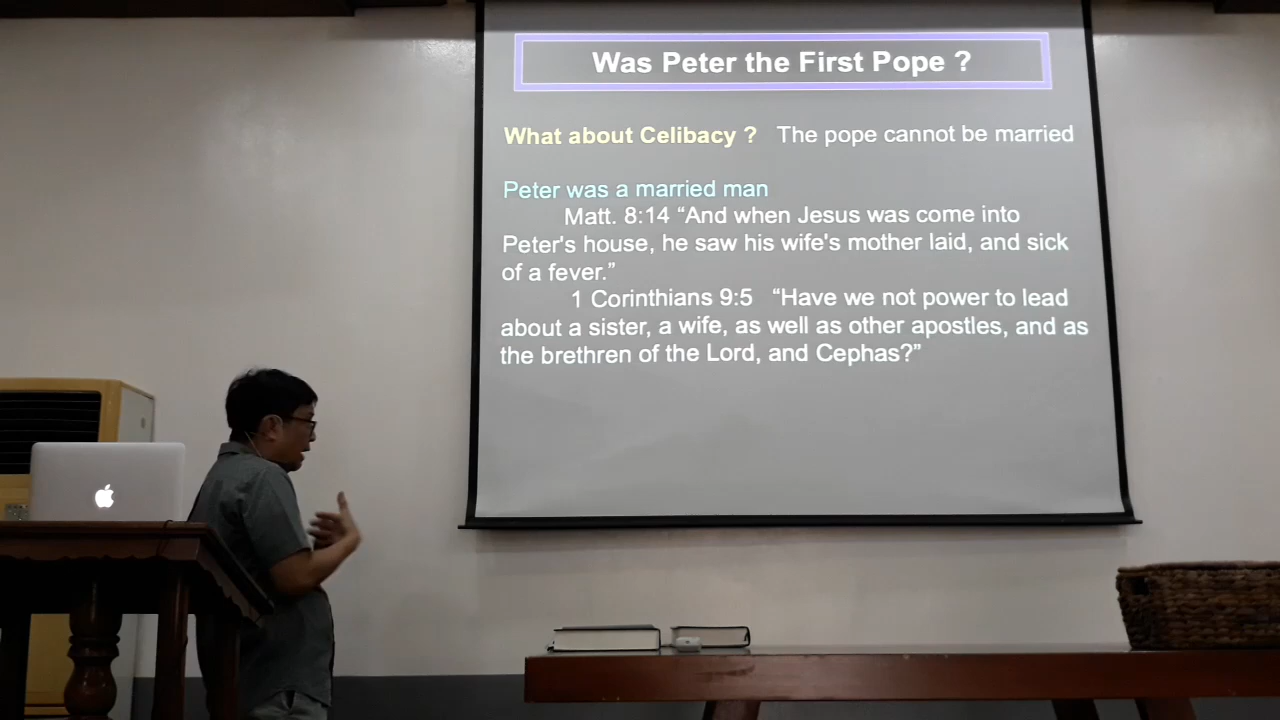 Was Peter the First Pope ?
What about Celibacy ? The pope cannot be married
Peter was a married man
Matt. 8:14 “And when Jesus was come into
Peter's house, he saw his wife's mother laid, and sick
of a fever.”
1 Corinthians 9:5 “Have we not power to lead
about a sister, a wife, as well as other apostles, and as
the brethren of the Lord, and Cephas?”